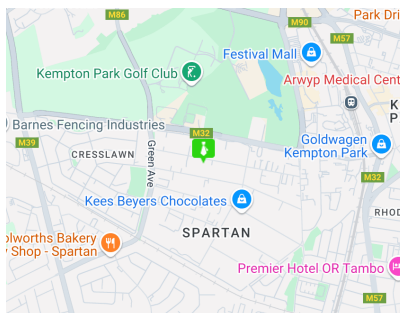 M86
M90
Park Dri
M57
Festival Mall
Kempton Park Golf Club
Arwyp Medical Cent
K
P
Barnes Fencing Industries
M32
M39
CRESSLAWN
Green Ave
Goldwagen
Kempton Park
M32
Kees Beyers Chocolates
RHOD
SPARTAN
olworths Bakery
Shop - Spartan
Premier Hotel OR Tambo
M57
M57